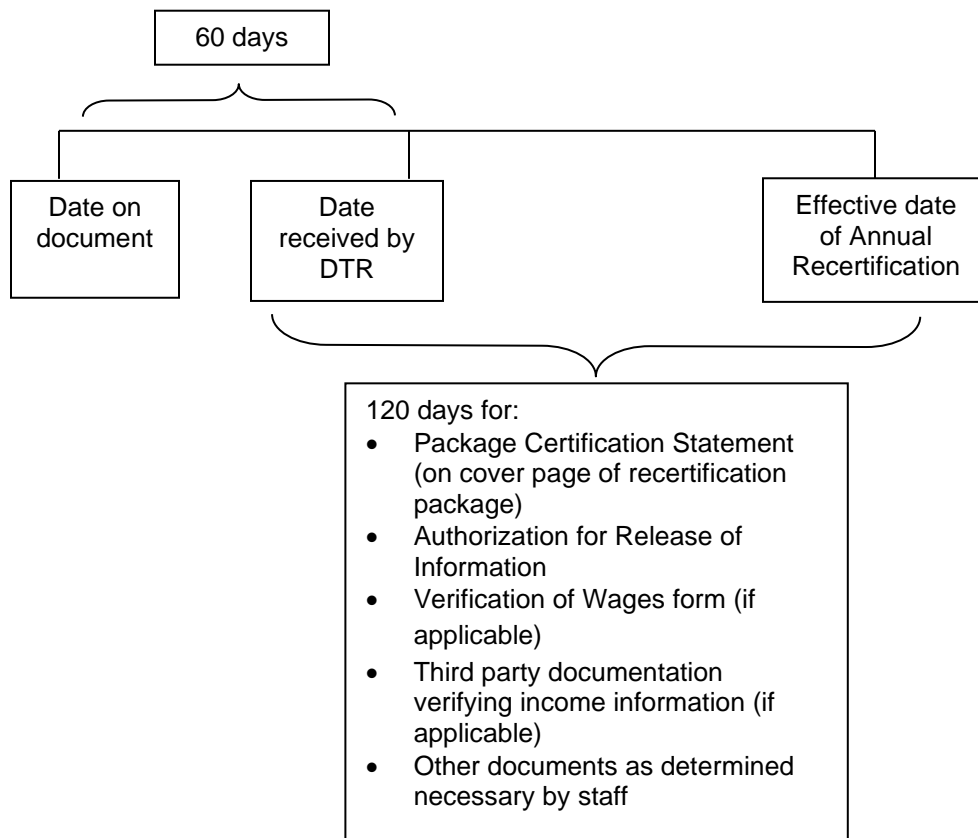 60 days
Date on
document
Date
received by
DTR
Effective date
of Annual
Recertification
120 days for:
• Package Certification Statement
(on cover page of recertification
package)
• Authorization for Release of
Information
• Verification of Wages form (if
applicable)
• Third party documentation
verifying income information (if
applicable)
• Other documents as determined
necessary by staff